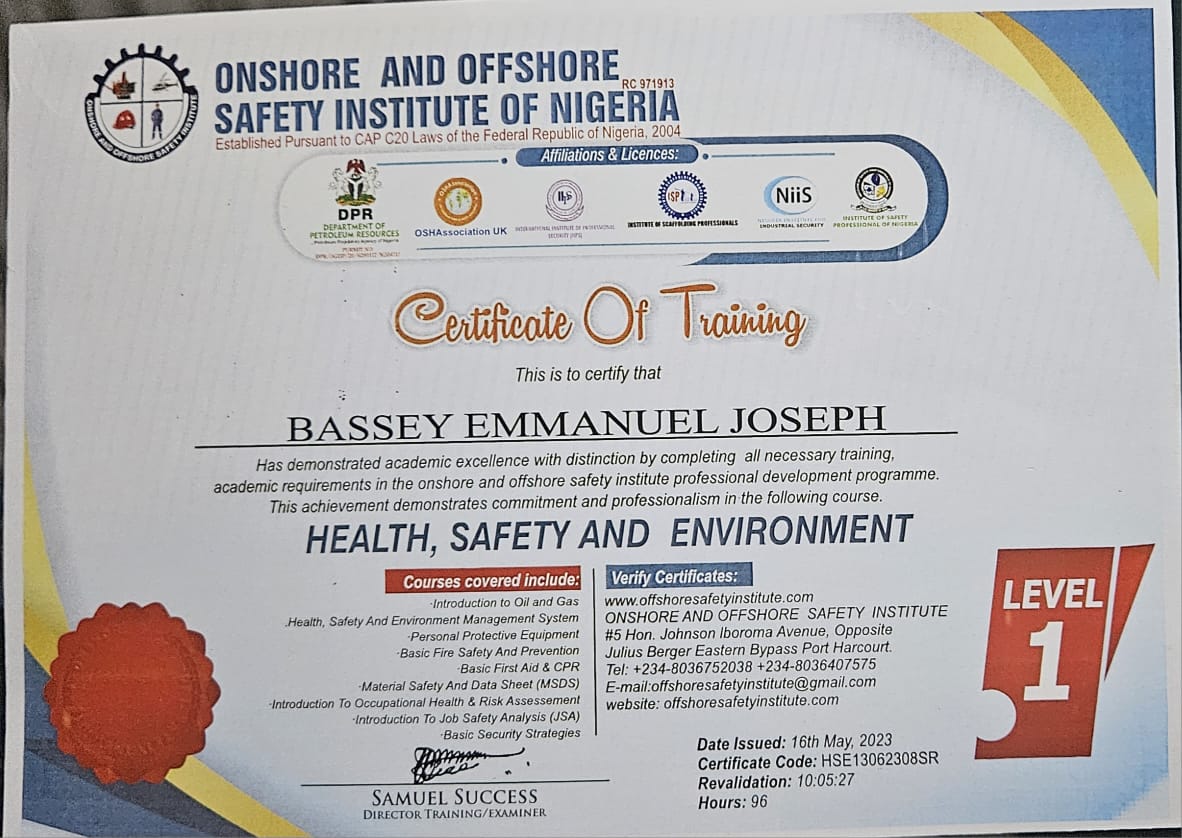 ONSHORE AND OFFSHORE
RC 971913
SAFETY INSTITUTE OF NIGERIA
Established Pursuant to CAP C20 Laws of the Federal Republic of Nigeria, 2004
ONSHORE AND OFFSHORE SAFETY INSTITUTE
Affiliations & Licences:
DPR
DEPARTMENT OF
PETROLEUM RESOURCES
OSHAssociation UK
INTERNATIONAL INSTITUTE OF PROFESSIONAL
SECURITY (IIPS)
ISP
INSTITUTE OF SCAFFOLDING PROFESSIONALS
NiiS
INDUSTRIAL SECURITY
INSTITUTE OF SAFETY
PROFESSIONAL OF NIGERIA
Certificate Of Training
This is to certify that
BASSEY EMMANUEL JOSEPH
Has demonstrated academic excellence with distinction by completing all necessary training,
academic requirements in the onshore and offshore safety institute professional development programme.
This achievement demonstrates commitment and professionalism in the following course.
HEALTH, SAFETY AND ENVIRONMENT
Courses covered include:
·Introduction to Oil and Gas
.Health, Safety And Environment Management System
·Personal Protective Equipment
·Basic Fire Safety And Prevention
·Basic First Aid & CPR
·Material Safety And Data Sheet (MSDS)
·Introduction To Occupational Health & Risk Assessement
·Introduction To Job Safety Analysis (JSA)
·Basic Security Strategies
Verify Certificates:
www.offshoresafetyinstitute.com
ONSHORE AND OFFSHORE SAFETY INSTITUTE
#5 Hon. Johnson Iboroma Avenue, Opposite
Julius Berger Eastern Bypass Port Harcourt.
Tel: +234-8036752038 +234-8036407575
E-mail:offshoresafetyinstitute@gmail.com
website: offshoresafetyinstitute.com
LEVEL
1
Date Issued: 16th May, 2023
Certificate Code: HSE13062308SR
Revalidation: 10:05:27
Hours: 96
SAMUEL SUCCESS
DIRECTOR TRAINING/EXAMINER